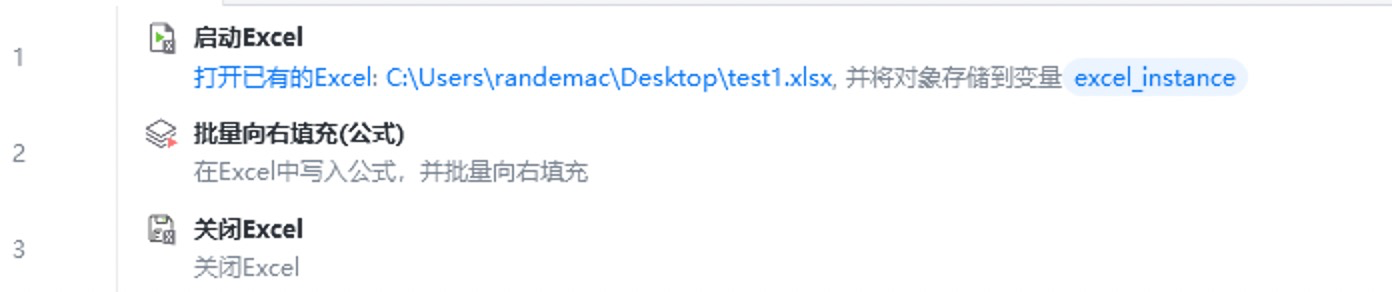 1
启动Excel
打开已有的Excel: C:\Users\randemac\Desktop\test1.xlsx, 并将对象存储到变量 excel_instance
2
批量向右填充(公式)
在Excel中写入公式，并批量向右填充
3
关闭Excel
关闭Excel